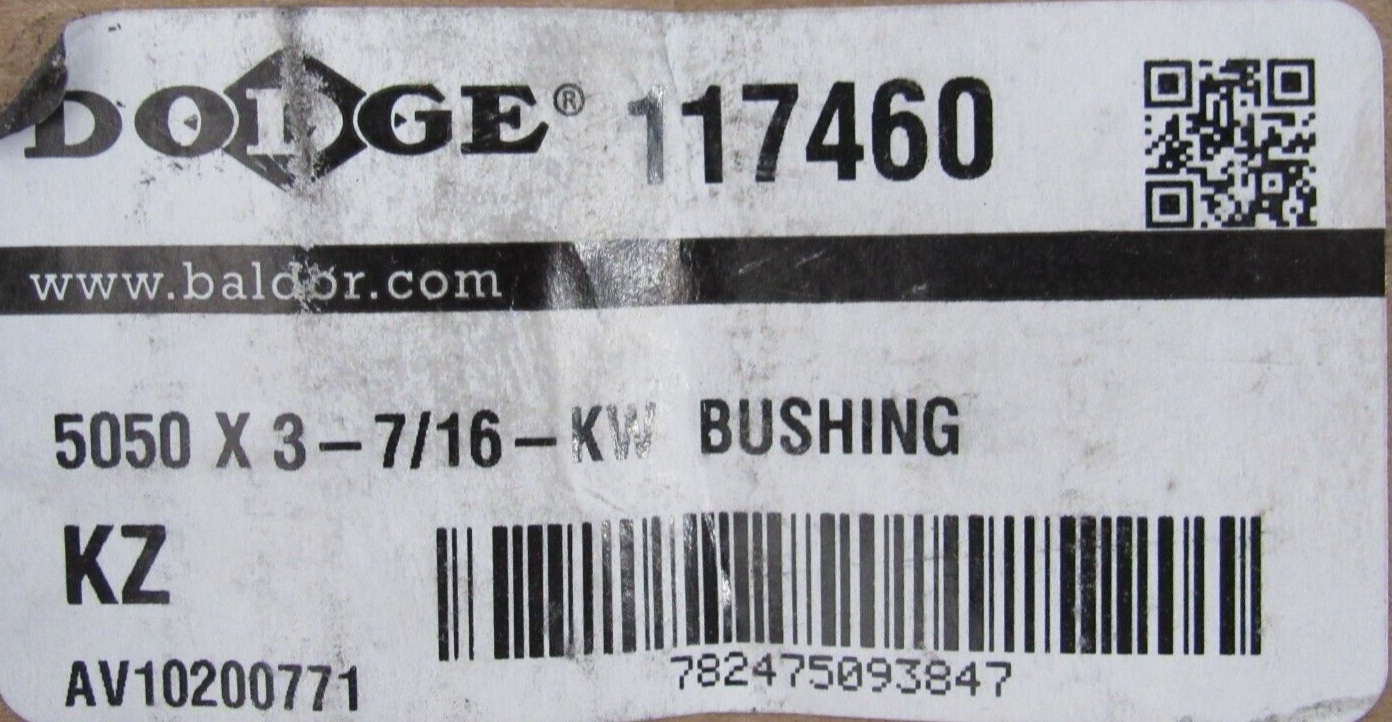 DODGE® 117460
www.baldor.com
5050 X 3-7/16-KW BUSHING
KZ
782475093847
AV10200771